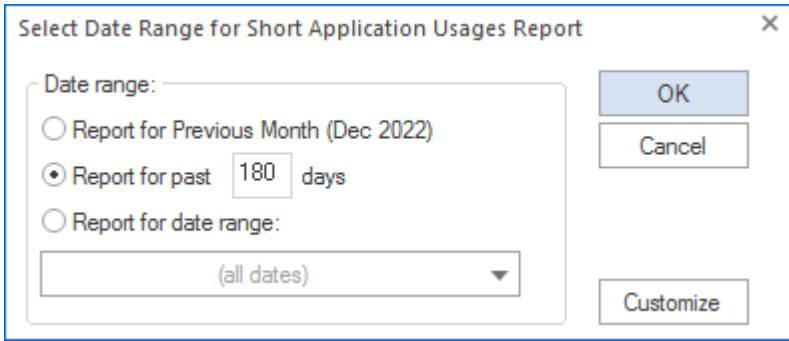 Select Date Range for Short Application Usages Report
Date range:
Report for Previous Month (Dec 2022)
Report for past 180 days
Report for date range:
(all dates)
OK
Cancel
Customize